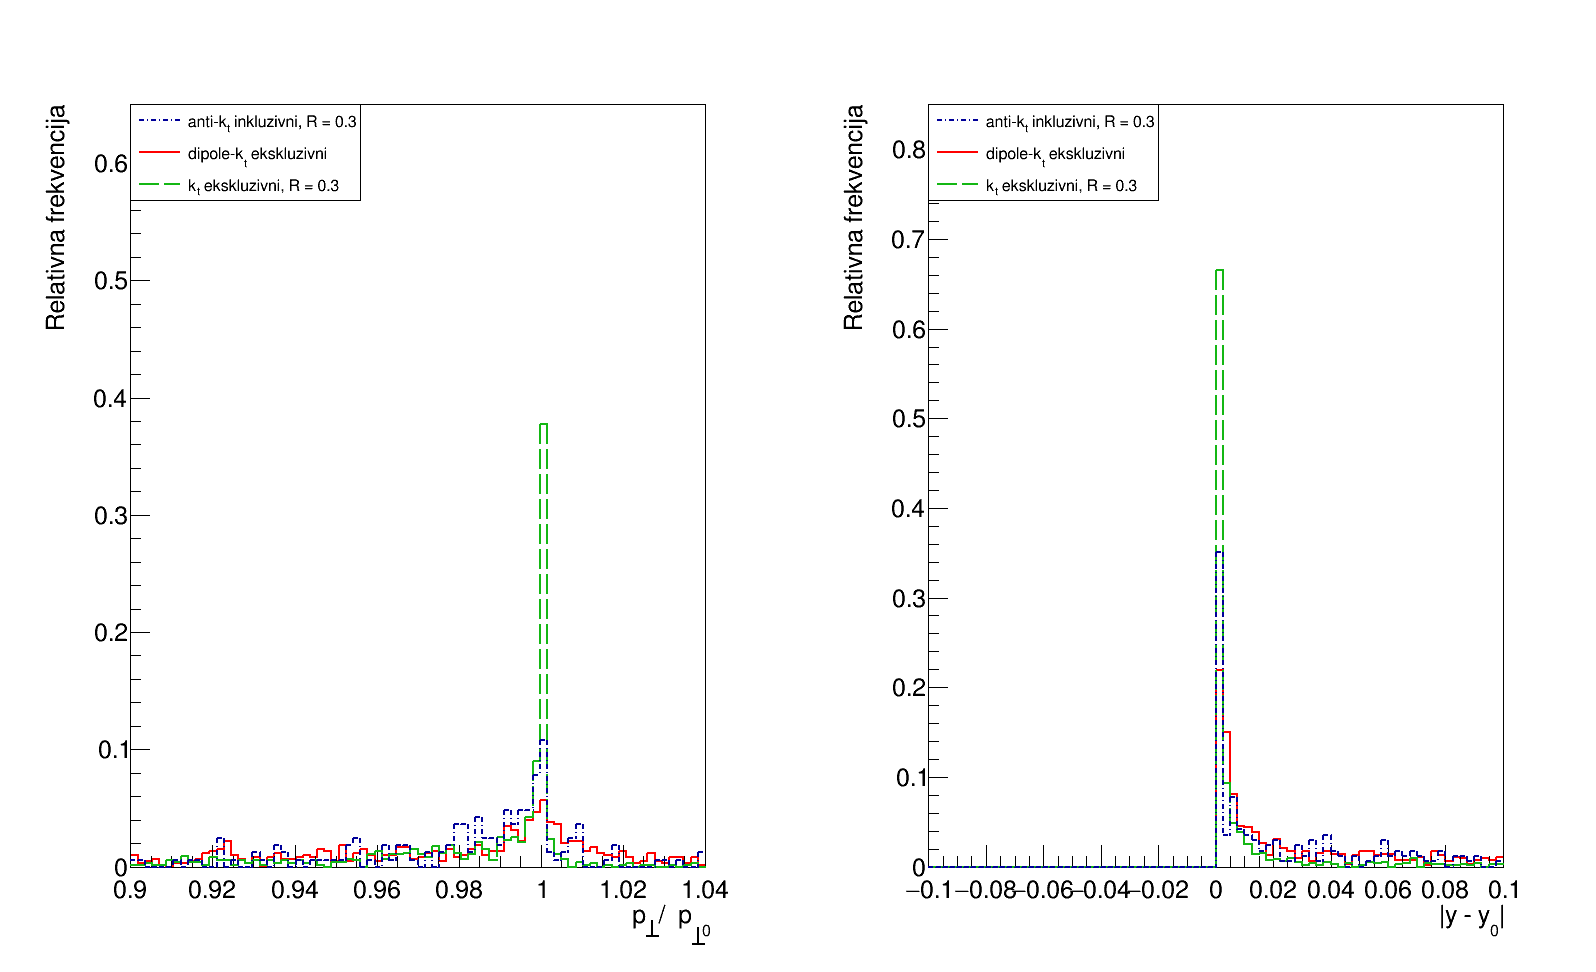 Relativna frekvencija
anti-kt inkluzivni, R = 0.3
dipole-kt ekskluzivni
kt ekskluzivni, R = 0.3
0.6
0.5
0.4
0.3
0.2
0.1
0
0.9 0.92 0.94 0.96 0.98 1 1.02 1.04
p⊥/ p⊥0
Relativna frekvencija
anti-kt inkluzivni, R = 0.3
dipole-kt ekskluzivni
kt ekskluzivni, R = 0.3
0.8
0.7
0.6
0.5
0.4
0.3
0.2
0.1
0
−0.1 −0.08 −0.06 −0.04 −0.02 0 0.02 0.04 0.06 0.08 0.1
|y - y0|